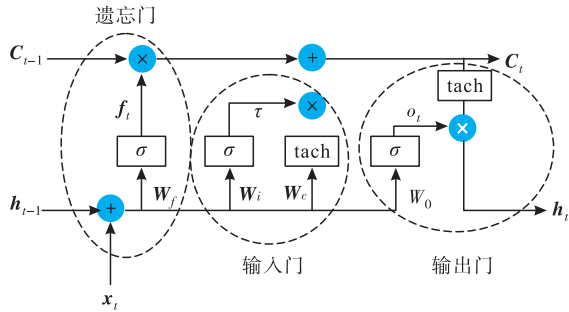 遗忘门
C_{t-1}
×
+
C_t
tach
f_t
τ
×
o_t
×
σ
σ
tach
σ
h_{t-1}
+
W_f
W_i
W_c
W_0
h_t
x_t
输入门
输出门